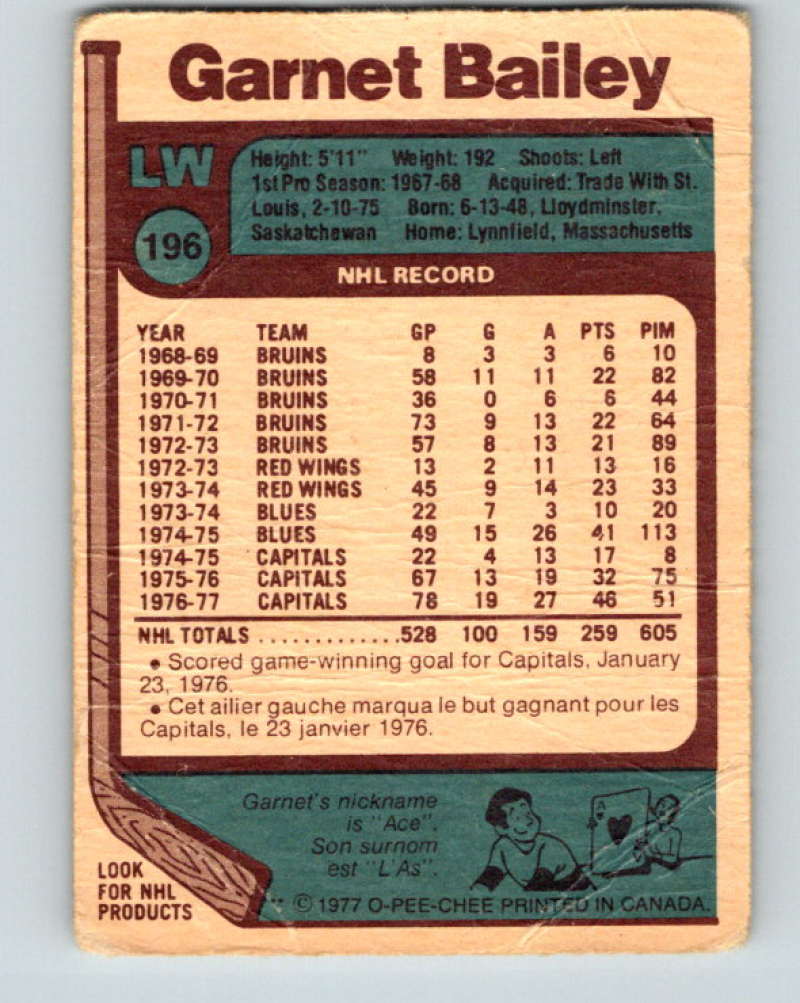 Garnet Bailey
LW
196
Height: 5'11" Weight: 192 Shoots: Left
1st Pro Season: 1967-68 Acquired: Trade With St.
Louis, 2-10-75 Born: 6-13-48, Lloydminster,
Saskatchewan Home: Lynnfield, Massachusetts
NHL RECORD
YEAR TEAM GP G A PTS PIM
1968-69 BRUINS 8 3 3 6 10
1969-70 BRUINS 58 11 11 22 82
1970-71 BRUINS 36 0 6 6 44
1971-72 BRUINS 73 9 13 22 64
1972-73 BRUINS 57 8 13 21 89
1972-73 RED WINGS 13 2 11 13 16
1973-74 RED WINGS 45 9 14 23 33
1973-74 BLUES 22 7 3 10 20
1974-75 BLUES 49 15 26 41 113
1974-75 CAPITALS 22 4 13 17 8
1975-76 CAPITALS 67 13 19 32 75
1976-77 CAPITALS 78 19 27 46 51
NHL TOTALS .............528 100 159 259 605
• Scored game-winning goal for Capitals, January
23, 1976.
• Cet ailier gauche marqua le but gagnant pour les
Capitals, le 23 janvier 1976.
Garnet's nickname
is "Ace".
Son surnom
est "L'As".
A
LOOK
FOR NHL
PRODUCTS
© 1977 O-PEE-CHEE PRINTED IN CANADA.